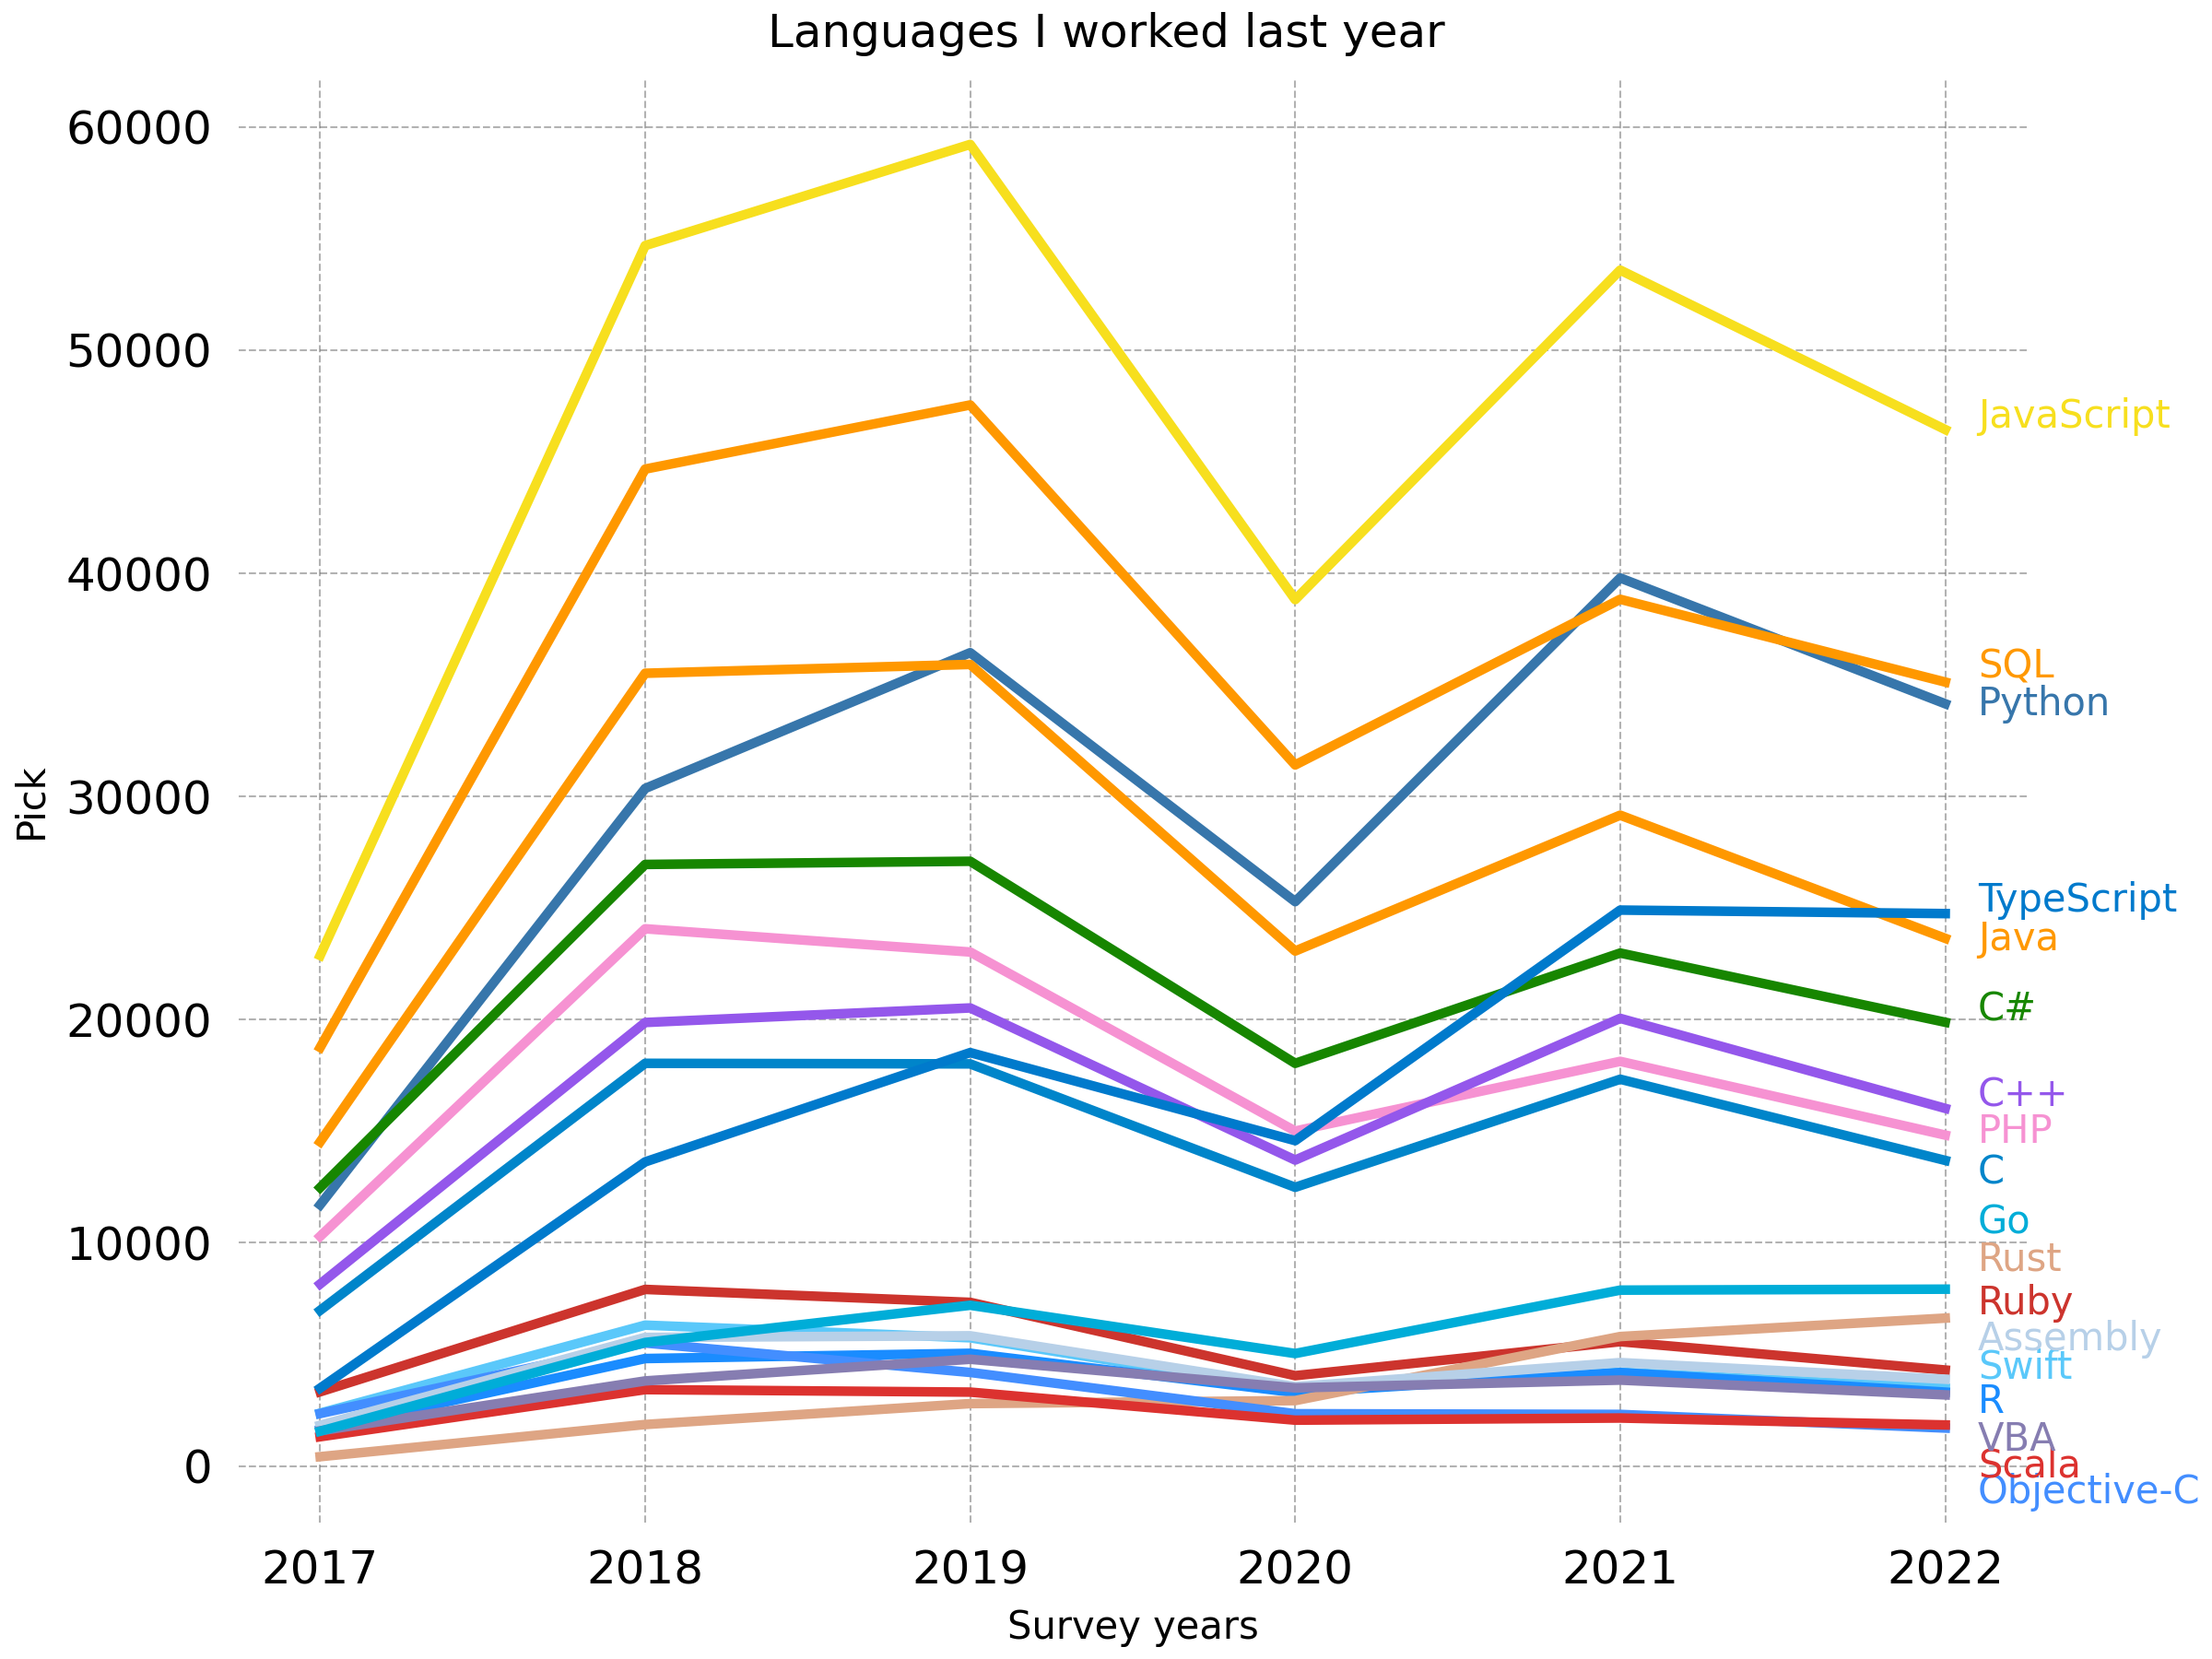 Languages I worked last year
60000
50000
40000
30000
20000
10000
0
Pick
JavaScript
SQL
Python
TypeScript
Java
C#
C++
PHP
C
Go
Rust
Ruby
Assembly
Swift
R
VBA
Scala
Objective-C
2017 2018 2019 2020 2021 2022
Survey years